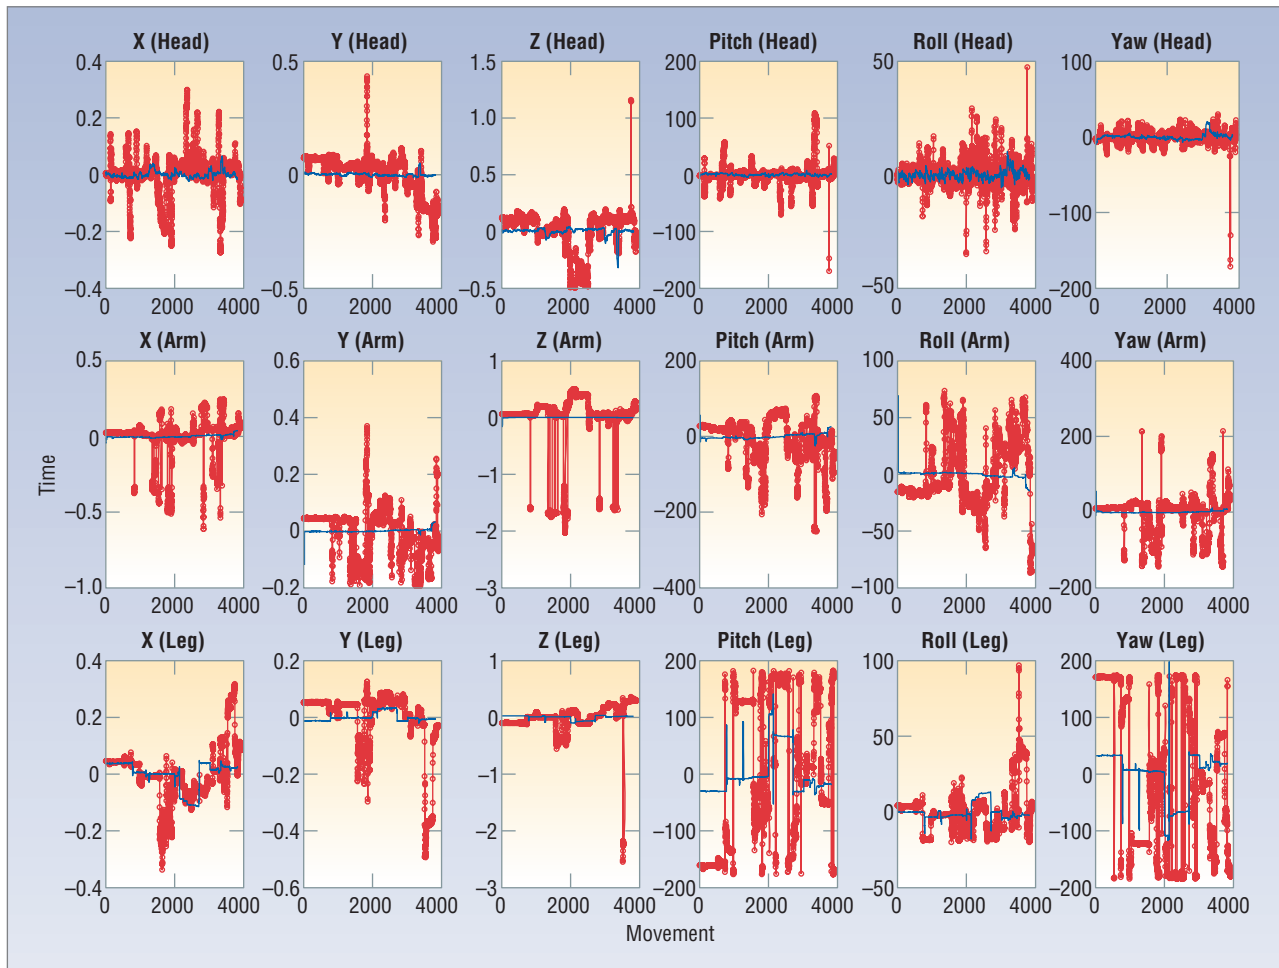 X (Head) Y (Head) Z (Head) Pitch (Head) Roll (Head) Yaw (Head)
0.4 0.5 1.5 200 50 100
0.2 1.0 100 0
0 0 0.5 0 0 −100
−0.2 0 −100
−0.4 −0.5 −0.5 −200 −50 −200
0 2000 4000 0 2000 4000 0 2000 4000 0 2000 4000 0 2000 4000 0 2000 4000
X (Arm) Y (Arm) Z (Arm) Pitch (Arm) Roll (Arm) Yaw (Arm)
0.5 0.6 1 200 100 400
0 0.4 0 0 50 200
0.2 −1 0
−0.5 0 −2 −200 −50 0
−1.0 −0.2 −3 −400 −100 −200
0 2000 4000 0 2000 4000 0 2000 4000 0 2000 4000 0 2000 4000 0 2000 4000
Time
X (Leg) Y (Leg) Z (Leg) Pitch (Leg) Roll (Leg) Yaw (Leg)
0.4 0.2 1 200 100 200
0.2 0 0 100 50 100
0 −0.2 −1 0 0
−0.2 −0.4 −2 −100 0 −100
−0.4 −0.6 −3 −200 −50 −200
0 2000 4000 0 2000 4000 0 2000 4000 0 2000 4000 0 2000 4000 0 2000 4000
Movement